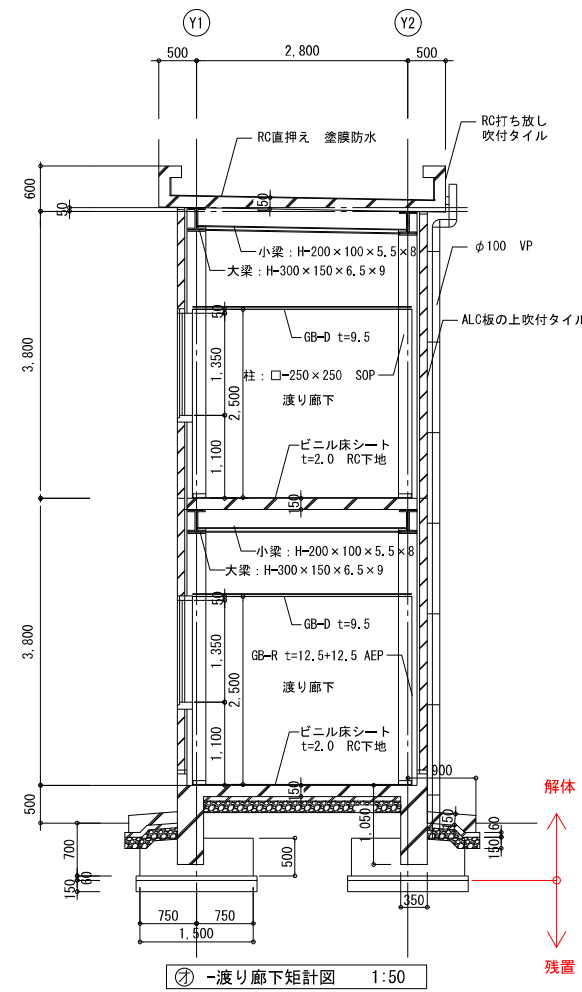 Y1
Y2
500
2,800
500
RC打ち放し
吹付タイル
RC直押え 塗膜防水
600
50
150
小梁：H-200×100×5.5×8
大梁：H-300×150×6.5×9
φ100 VP
ALC板の上吹付タイル
50
GB-D t=9.5
3,800
1,350
2,500
柱：□-250×250 SOP
渡り廊下
ビニル床シート
t=2.0 RC下地
1,100
150
小梁：H-200×100×5.5×8
大梁：H-300×150×6.5×9
50
GB-D t=9.5
3,800
1,350
2,500
GB-R t=12.5+12.5 AEP
渡り廊下
ビニル床シート
t=2.0 RC下地
1,100
900
解体
500
150
1,050
150
60
150
700
500
150
60
350
750
750
1,500
残置
オ -渡り廊下矩計図 1:50